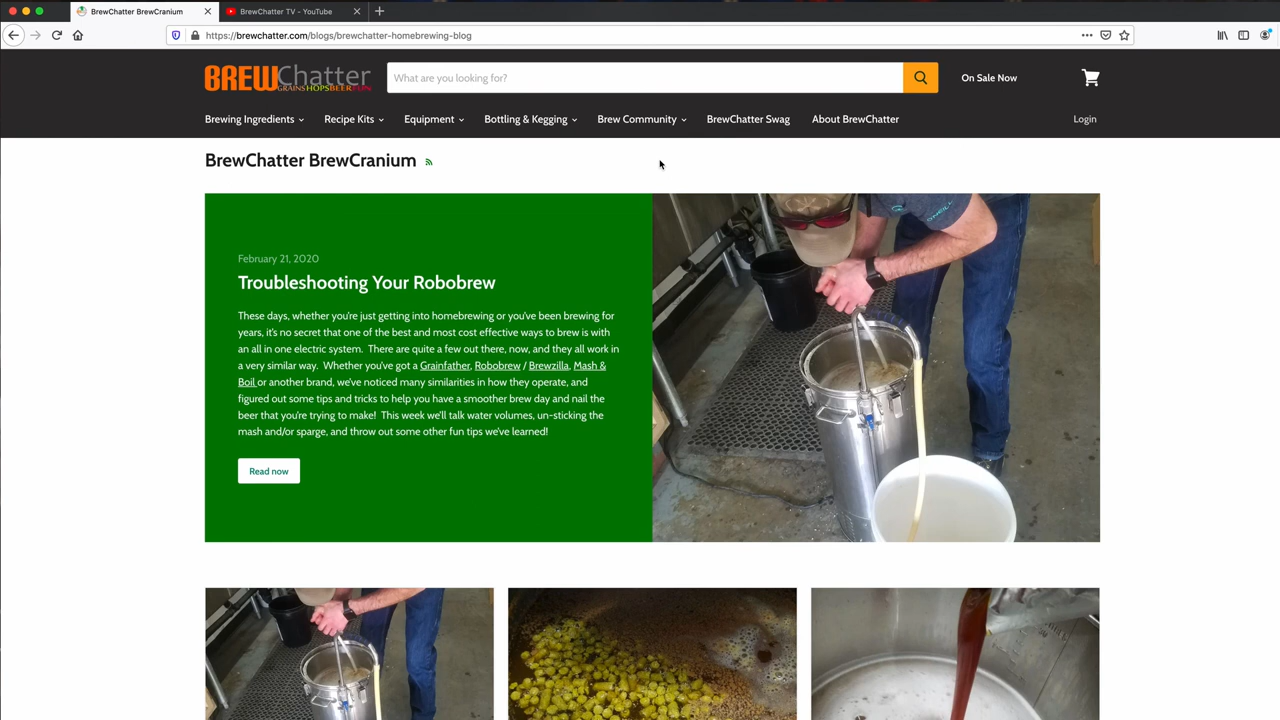 BrewChatter BrewCranium
BrewChatter TV - YouTube
https://brewchatter.com/blogs/brewchatter-homebrewing-blog
BREWChatter
GRAINSHOPSBEERFUN
What are you looking for?
On Sale Now
Brewing Ingredients
Recipe Kits
Equipment
Bottling & Kegging
Brew Community
BrewChatter Swag
About BrewChatter
Login
BrewChatter BrewCranium
February 21, 2020
Troubleshooting Your Robobrew
These days, whether you're just getting into homebrewing or you've been brewing for
years, it's no secret that one of the best and most cost effective ways to brew is with
an all in one electric system. There are quite a few out there, now, and they all work in
a very similar way. Whether you've got a Grainfather, Robobrew / Brewzilla, Mash &
Boil or another brand, we've noticed many similarities in how they operate, and
figured out some tips and tricks to help you have a smoother brew day and nail the
beer that you're trying to make! This week we'll talk water volumes, un-sticking the
mash and/or sparge, and throw out some other fun tips we've learned!
Read now
O'NEILL